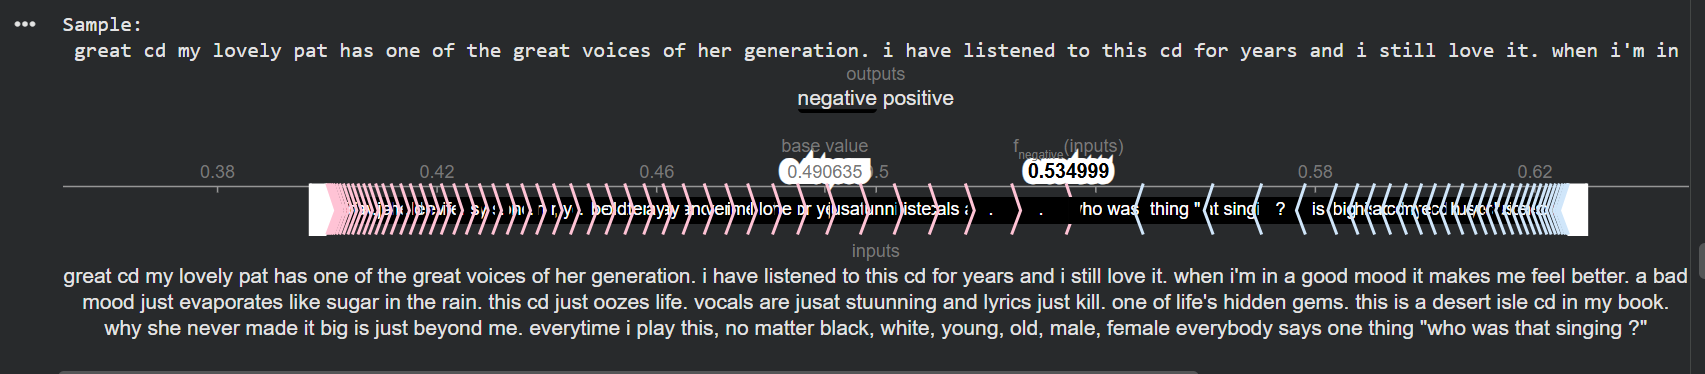 Sample:
great cd my lovely pat has one of the great voices of her generation. i have listened to this cd for years and i still love it. when i'm in
outputs
negative positive
base value f negative(inputs)
0.38 0.42 0.46 0.490635 0.5 0.534999 0.58 0.62
. . who was thing " ? is
inputs
great cd my lovely pat has one of the great voices of her generation. i have listened to this cd for years and i still love it. when i'm in a good mood it makes me feel better. a bad
mood just evaporates like sugar in the rain. this cd just oozes life. vocals are jusat stuunning and lyrics just kill. one of life's hidden gems. this is a desert isle cd in my book.
why she never made it big is just beyond me. everytime i play this, no matter black, white, young, old, male, female everybody says one thing "who was that singing ?"